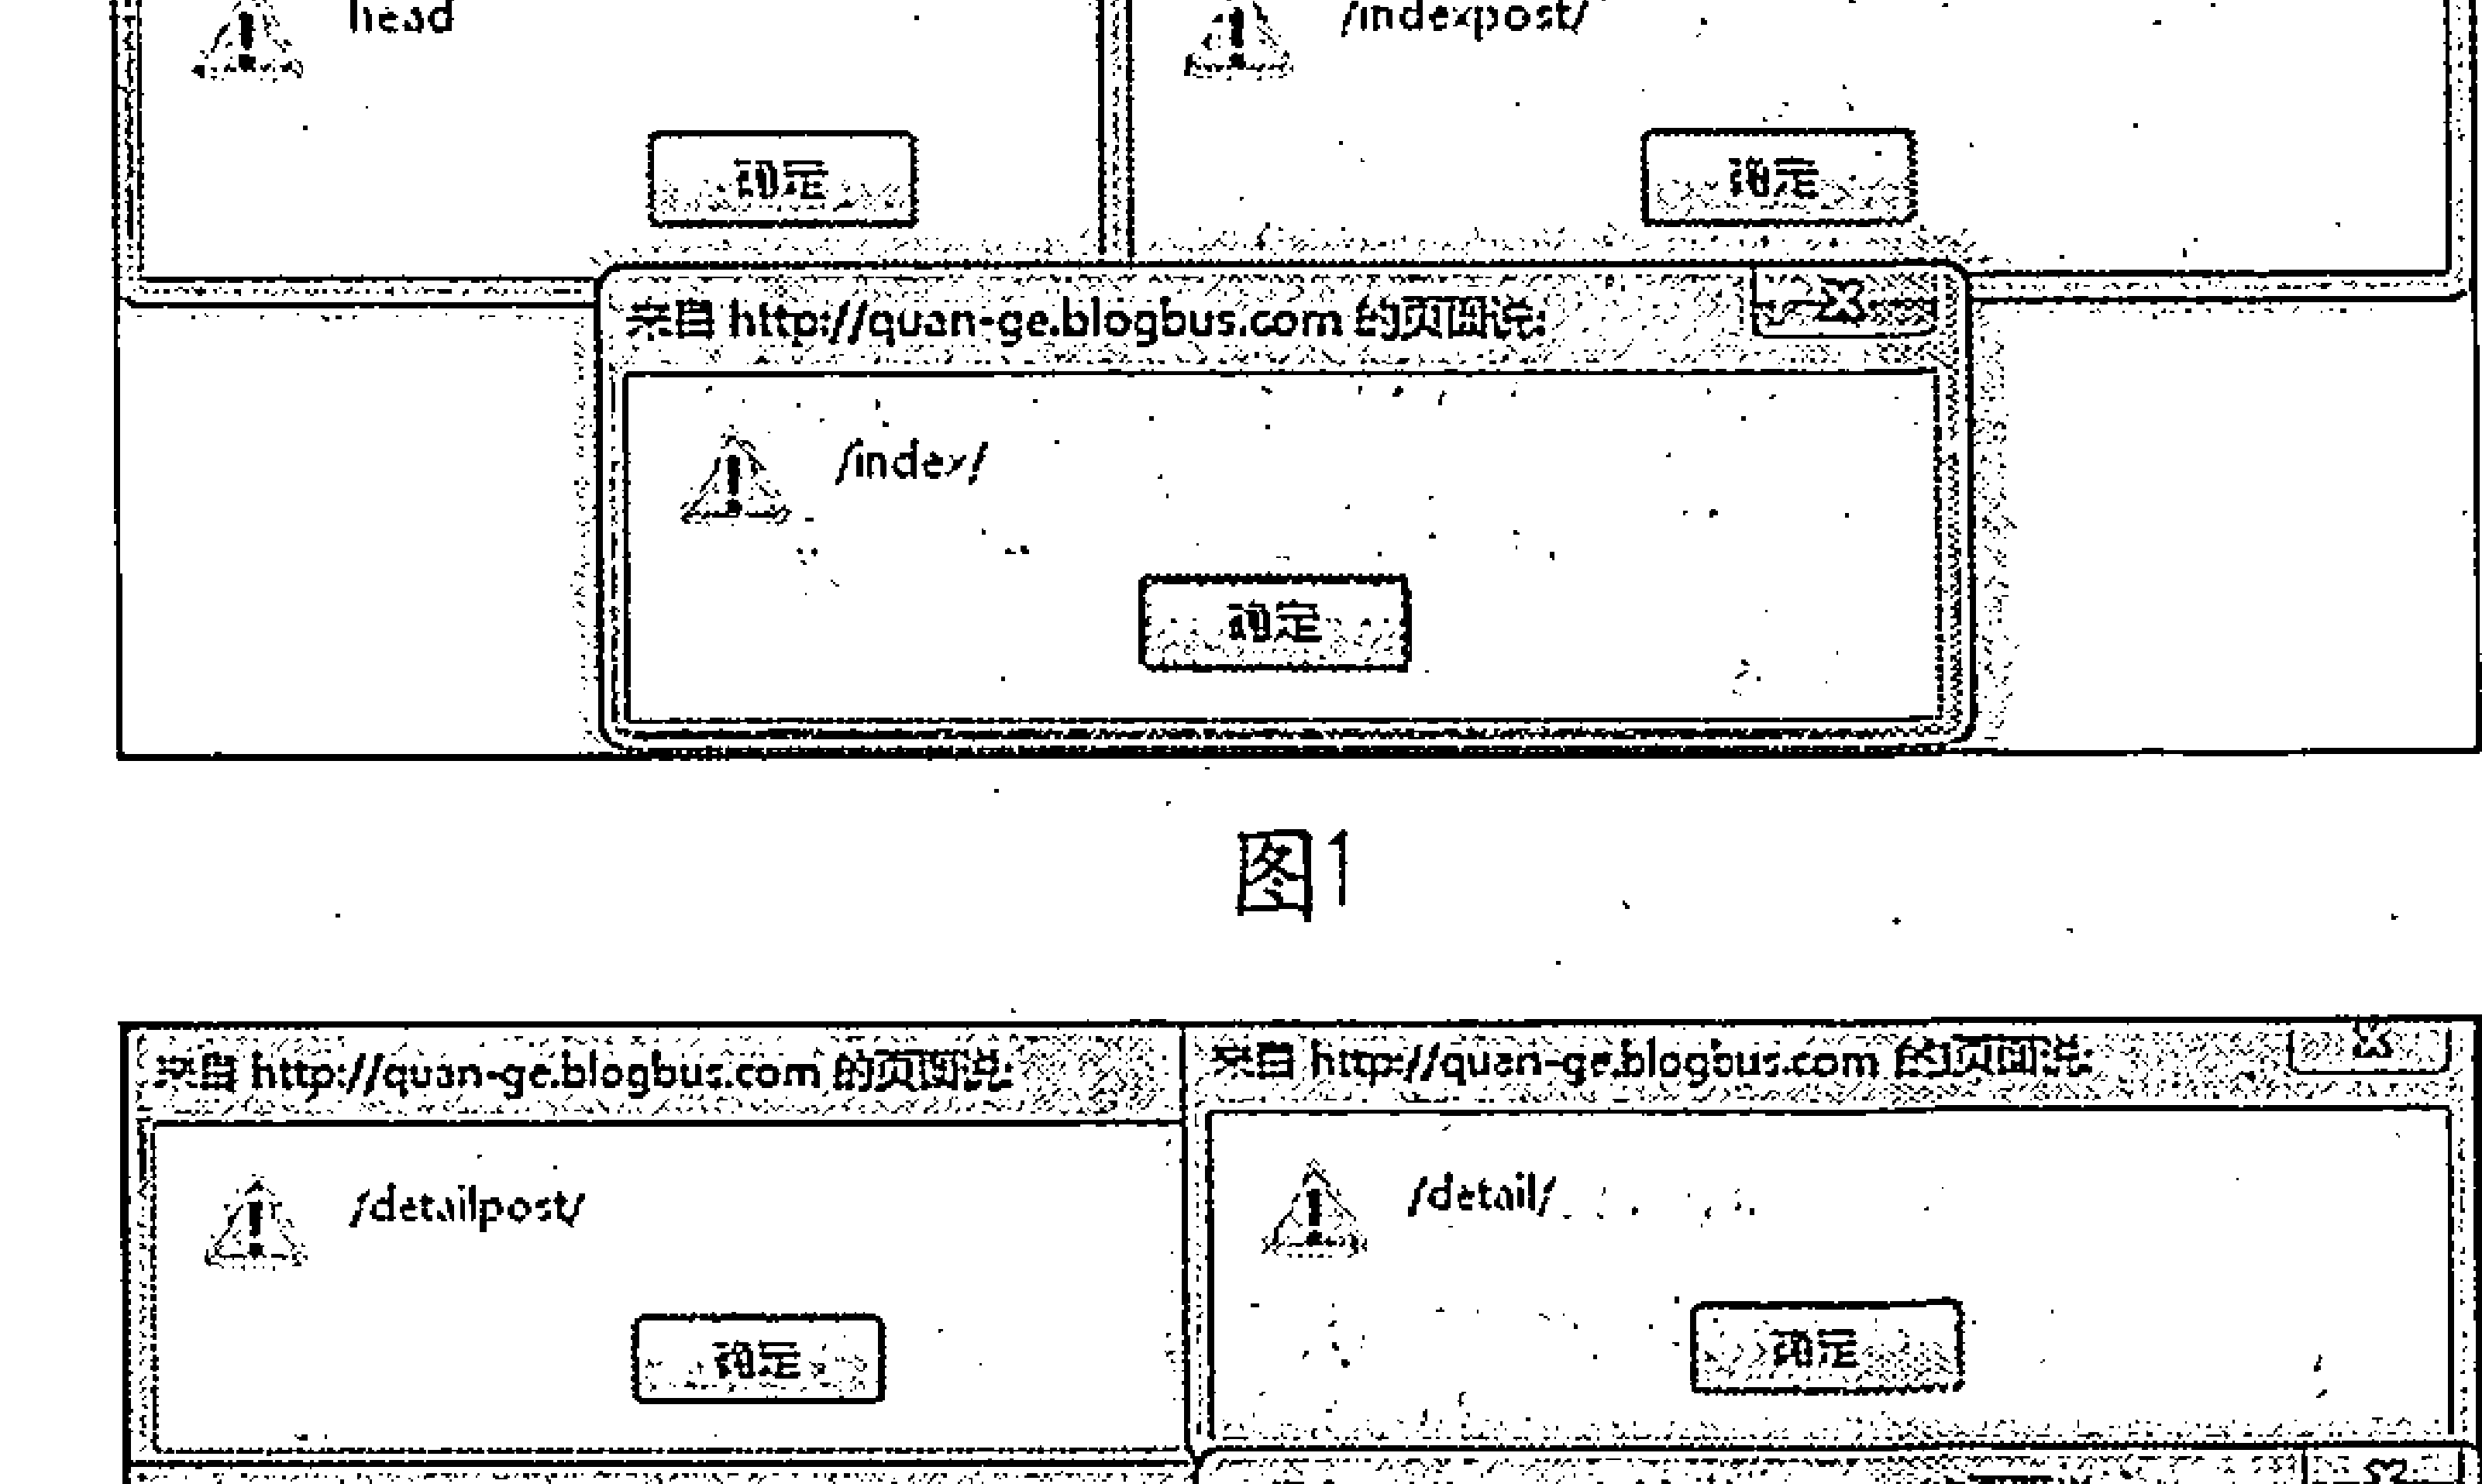 head
/indexpost/
确定
确定
来自 http://quan-ge.blogbus.com 的页面说:
/index/
确定
图1
来自 http://quan-ge.blogbus.com 的页面说:
来自 http://quan-ge.blogbus.com 的页面说:
/detailpost/
/detail/
确定
确定